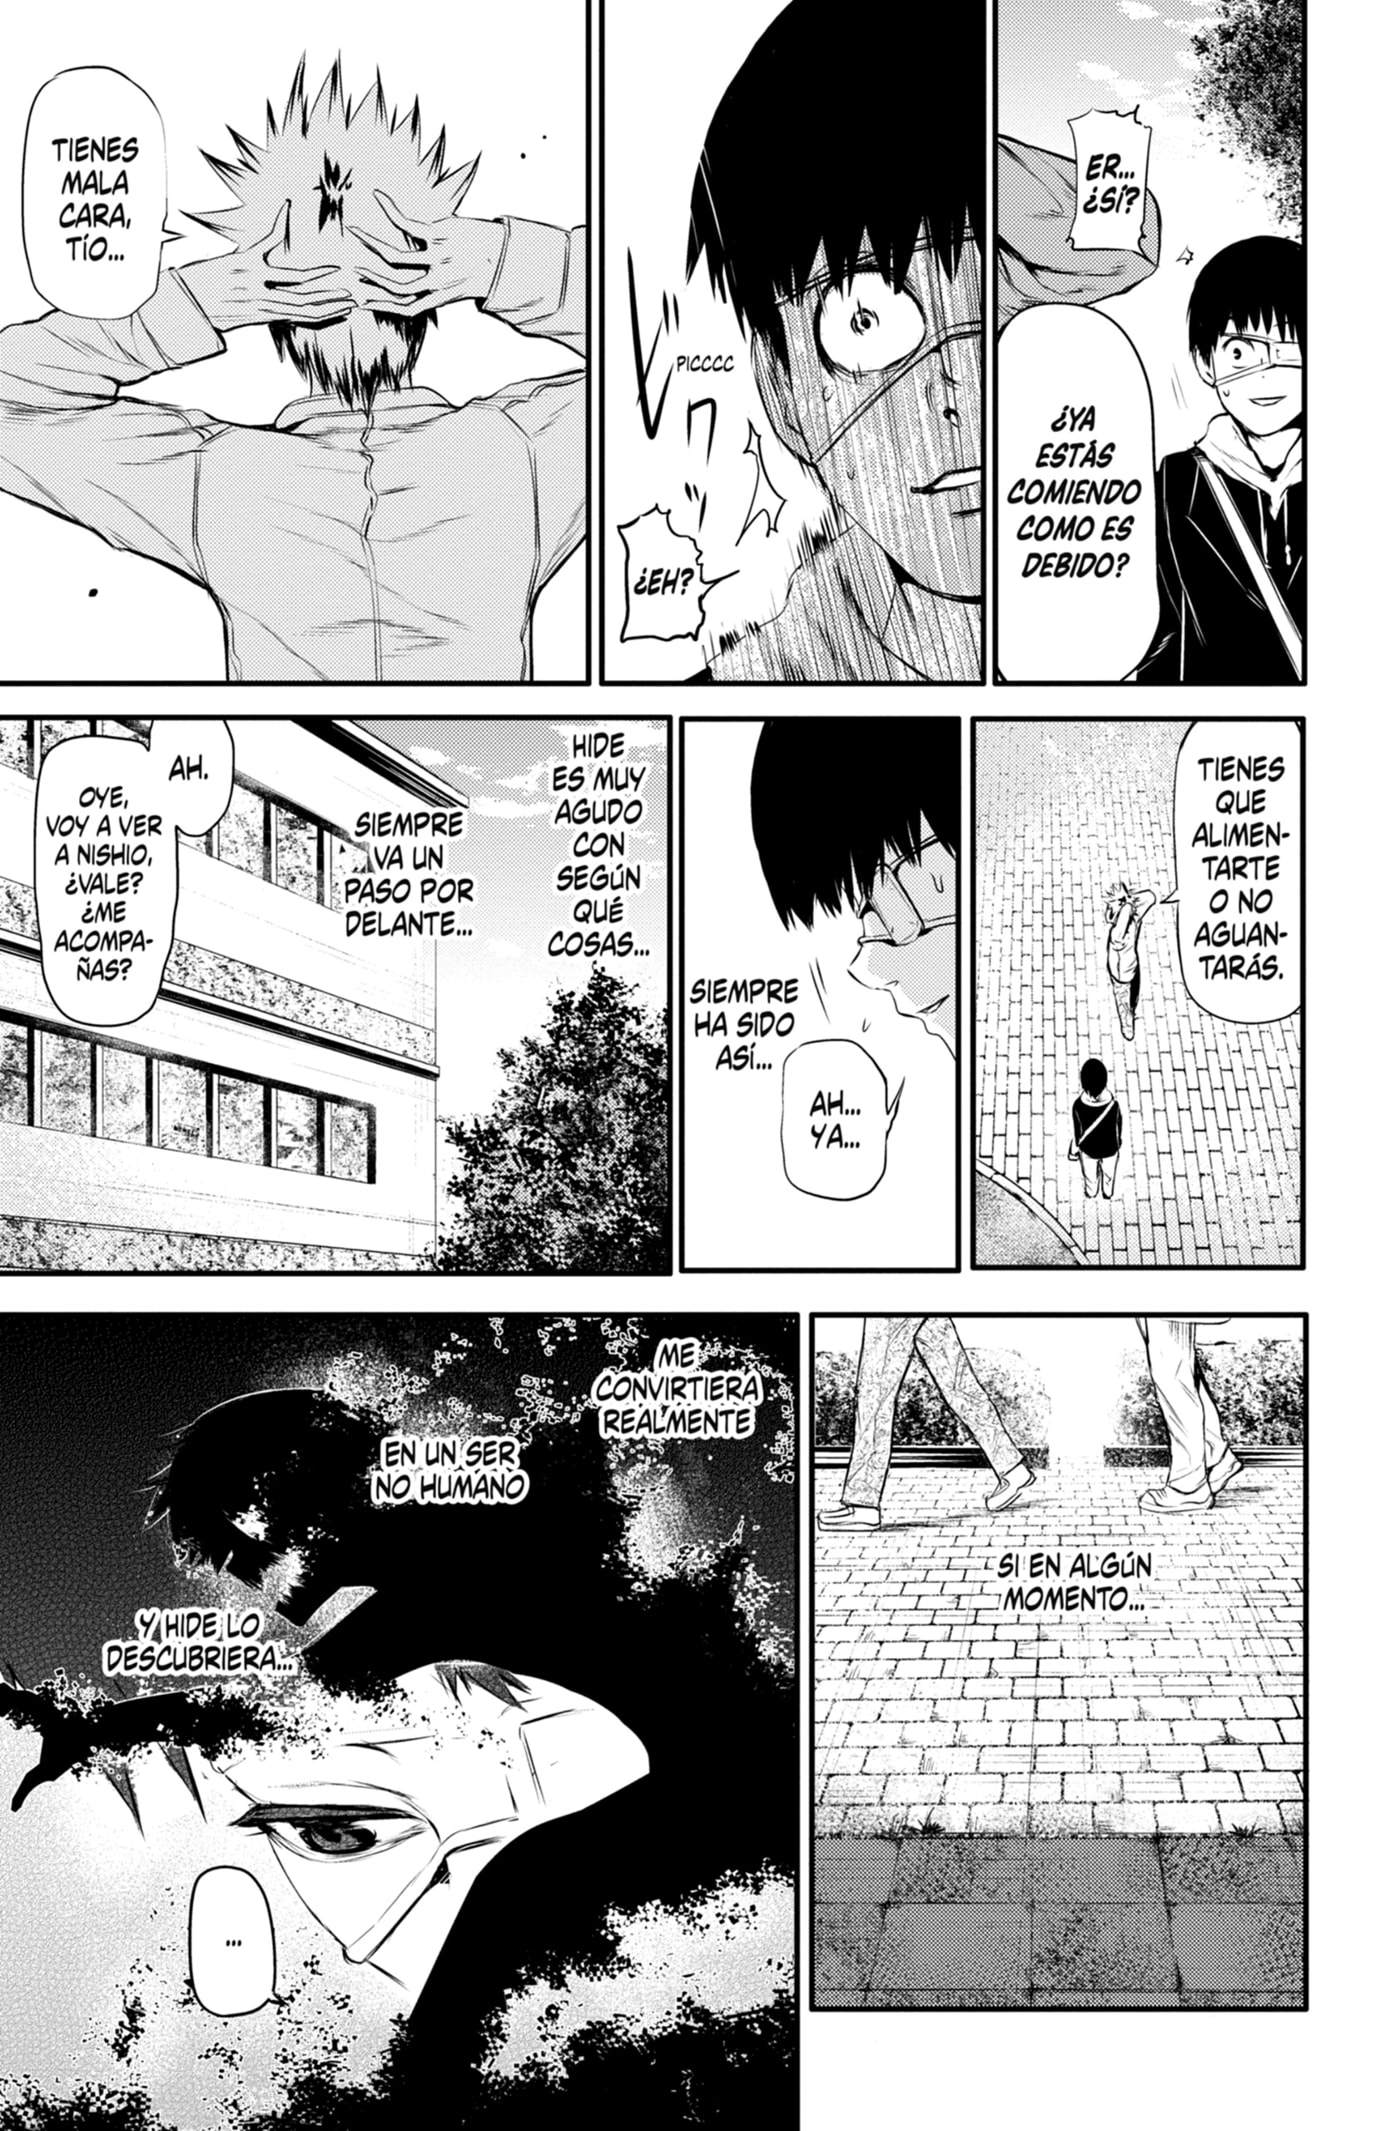 ER...
¿SÍ?
¿YA
ESTÁS
COMIENDO
COMO ES
DEBIDO?
PICCCC
ピク
¿EH?
TIENES
MALA
CARA,
TÍO...
TIENES
QUE
ALIMEN-
TARTE
O NO
AGUAN-
TARÁS.
SIEMPRE
HA SIDO
ASÍ...
AH...
YA...
HIDE
ES MUY
AGUDO
CON
SEGÚN
QUÉ
COSAS...
SIEMPRE
VA UN
PASO POR
DELANTE...
AH.
OYE,
VOY A VER
A NISHIO,
¿VALE?
¿ME
ACOMPA-
ÑAS?
SI EN ALGÚN
MOMENTO...
ME
CONVIRTIERA
REALMENTE
EN UN SER
NO HUMANO
Y HIDE LO
DESCUBRIERA...
...